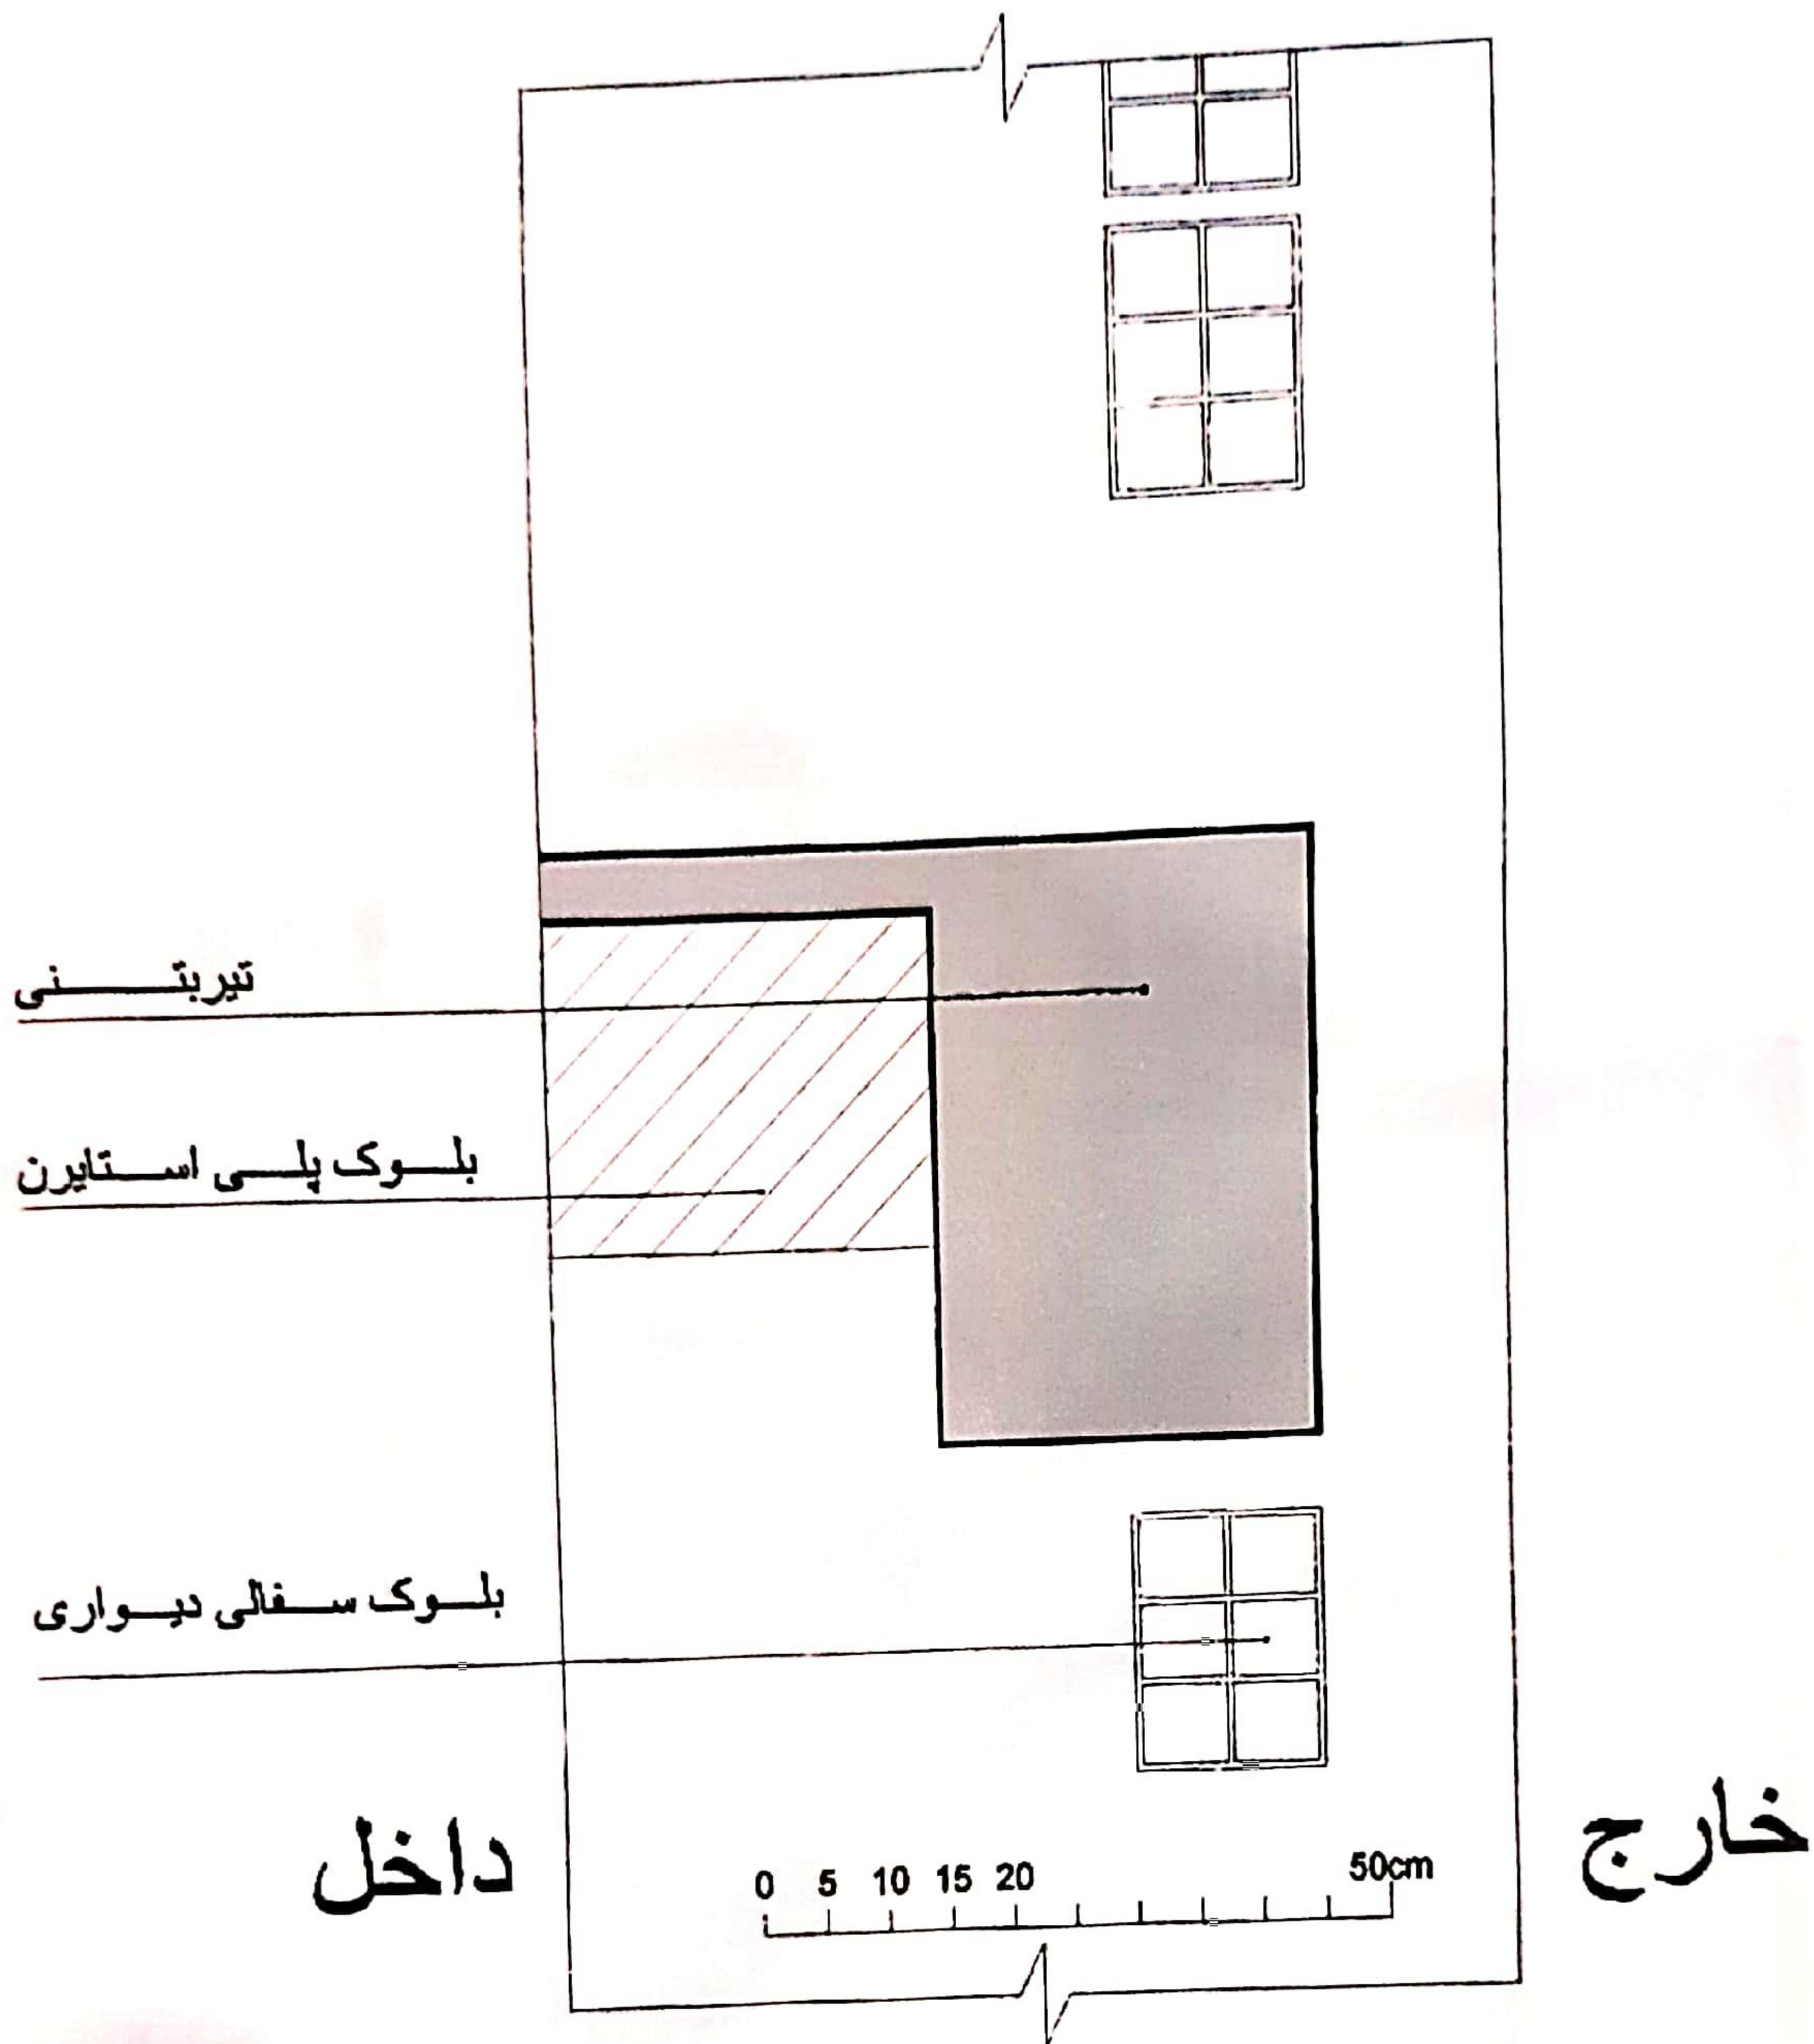 تیربتنی
بلوک پلی استایرن
بلوک سفالی دیواری
داخل
خارج
0 5 10 15 20 50cm